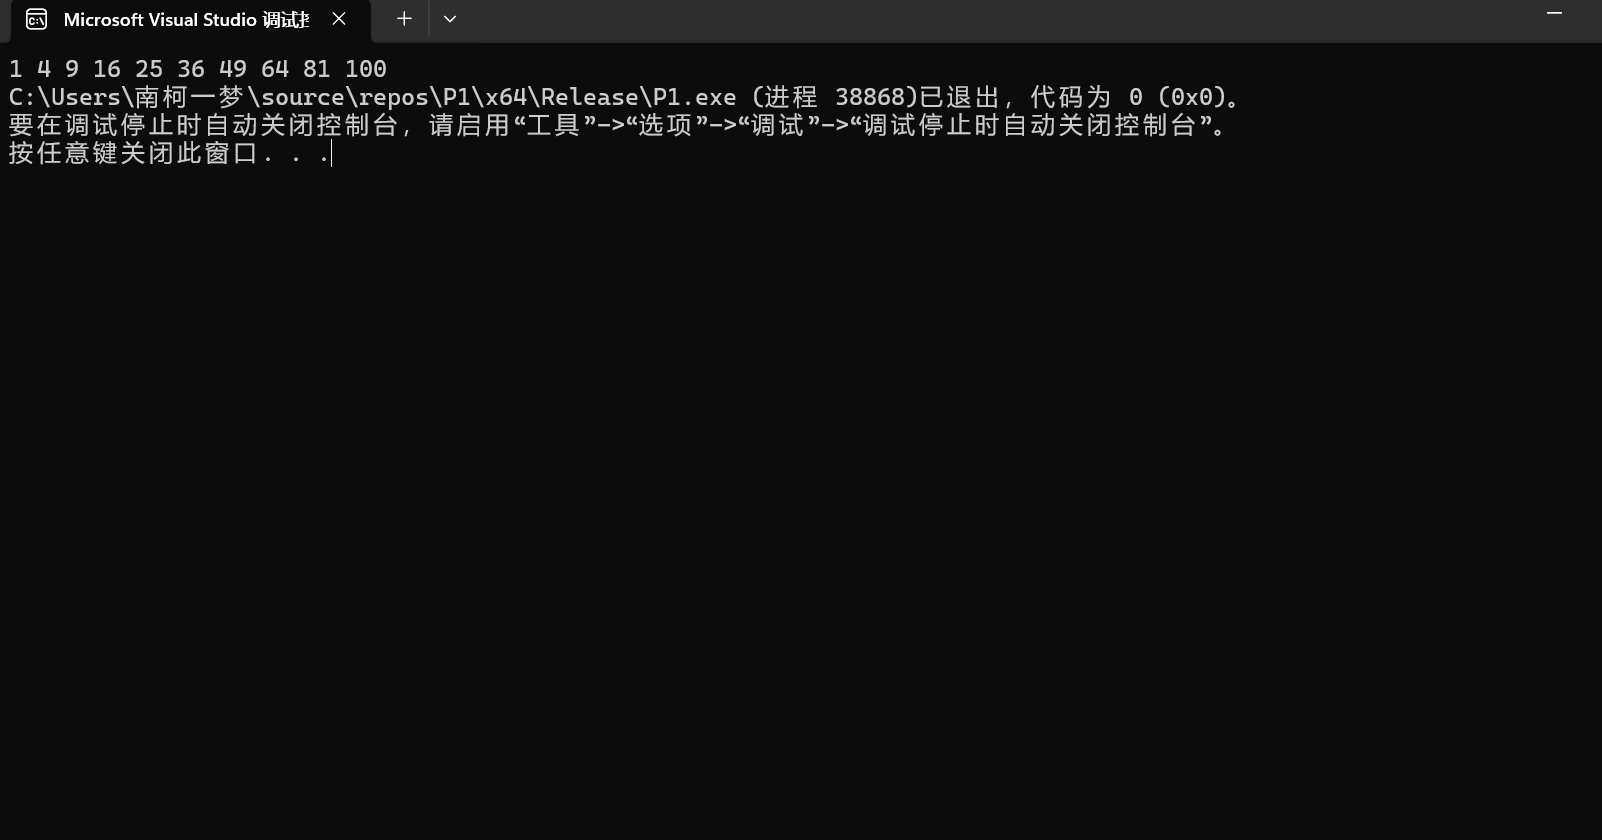 Microsoft Visual Studio 调试
1 4 9 16 25 36 49 64 81 100
C:\Users\南柯一梦\source\repos\P1\x64\Release\P1.exe (进程 38868)已退出，代码为 0 (0x0)。
要在调试停止时自动关闭控制台，请启用“工具”->“选项”->“调试”->“调试停止时自动关闭控制台”。
按任意键关闭此窗口. . .